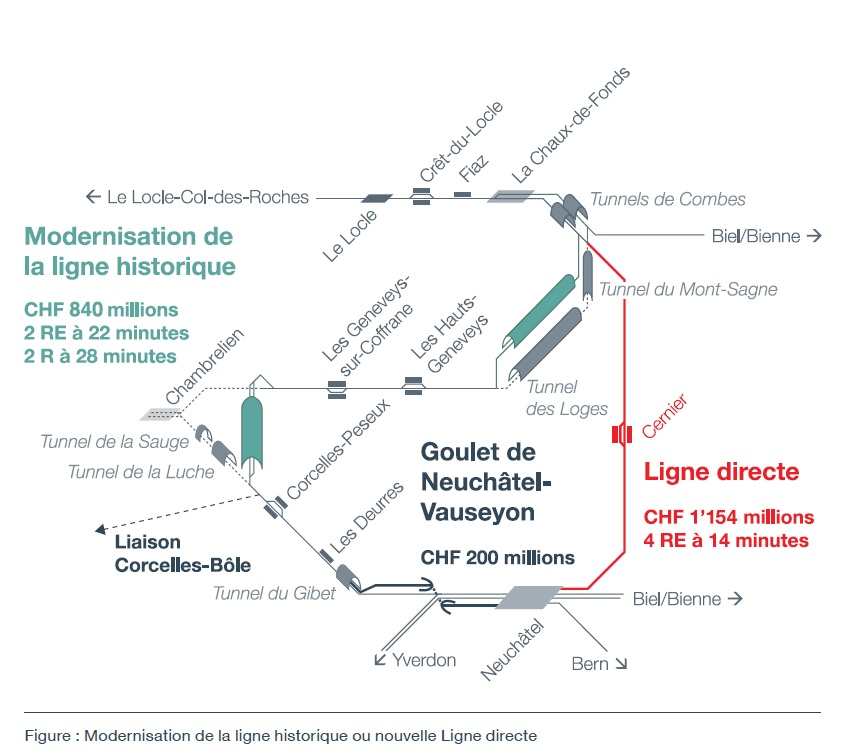 Crêt-du-Locle
Fiaz
La Chaux-de-Fonds
← Le Locle-Col-des-Roches
Tunnels de Combes
Le Locle
Biel/Bienne →
Modernisation de
la ligne historique
CHF 840 millions
2 RE à 22 minutes
2 R à 28 minutes
Tunnel du Mont-Sagne
Les Geneveys-
sur-Coffrane
Les Hauts-
Geneveys
Chambrelien
Tunnel
des Loges
Cernier
Tunnel de la Sauge
Tunnel de la Luche
Corcelles-Peseux
Goulet de
Neuchâtel-
Vauseyon
CHF 200 millions
Ligne directe
CHF 1'154 millions
4 RE à 14 minutes
Les Deurres
Liaison
Corcelles-Bôle
Tunnel du Gibet
Biel/Bienne →
↙ Yverdon
Neuchâtel
Bern ↘
Figure : Modernisation de la ligne historique ou nouvelle Ligne directe